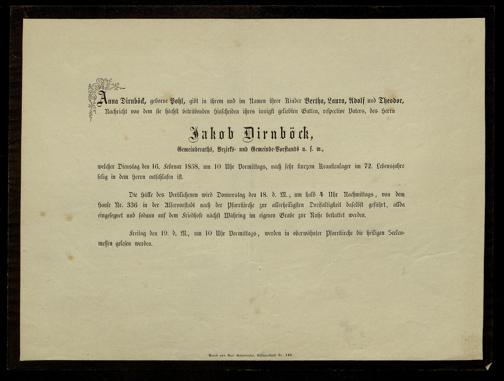 Anna Dirnböck, geborne Pohl, gibt in ihrem und im Namen ihrer Kinder Bertha, Laura, Adolf und Theodor,
Nachricht von dem sie höchst betrübenden Hinscheiden ihres innigst geliebten Gatten, respective Vaters, des Herrn
Jakob Dirnböck,
Gemeinderaths, Bezirks- und Gemeinde-Vorstands u. s. w.,
welcher Dienstag den 16. Februar 1858, um 10 Uhr Vormittags, nach sehr kurzem Krankenlager im 72. Lebensjahre
selig in dem Herrn entschlafen ist.
Die Hülle des Verblichenen wird Donnerstag den 18. d. M., um halb 4 Uhr Nachmittags, von dem
Hause Nr. 336 in der Alservorstadt nach der Pfarrkirche zur allerheiligsten Dreifaltigkeit daselbst geführt, allda
eingesegnet und sodann auf dem Friedhofe nächst Währing im eigenen Grabe zur Ruhe bestattet werden.
Freitag den 19. d. M., um 10 Uhr Vormittags, werden in obenerwähnter Pfarrkirche die heiligen Seelen-
messen gelesen werden.
Druck von